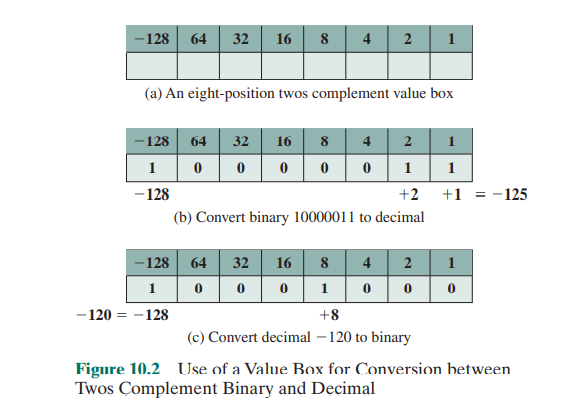 −128 64 32 16 8 4 2 1
(a) An eight-position twos complement value box
−128 64 32 16 8 4 2 1
1 0 0 0 0 0 1 1
−128 +2 +1 = −125
(b) Convert binary 10000011 to decimal
−128 64 32 16 8 4 2 1
1 0 0 0 1 0 0 0
−120 = −128 +8
(c) Convert decimal −120 to binary
Figure 10.2 Use of a Value Box for Conversion between
Twos Complement Binary and Decimal